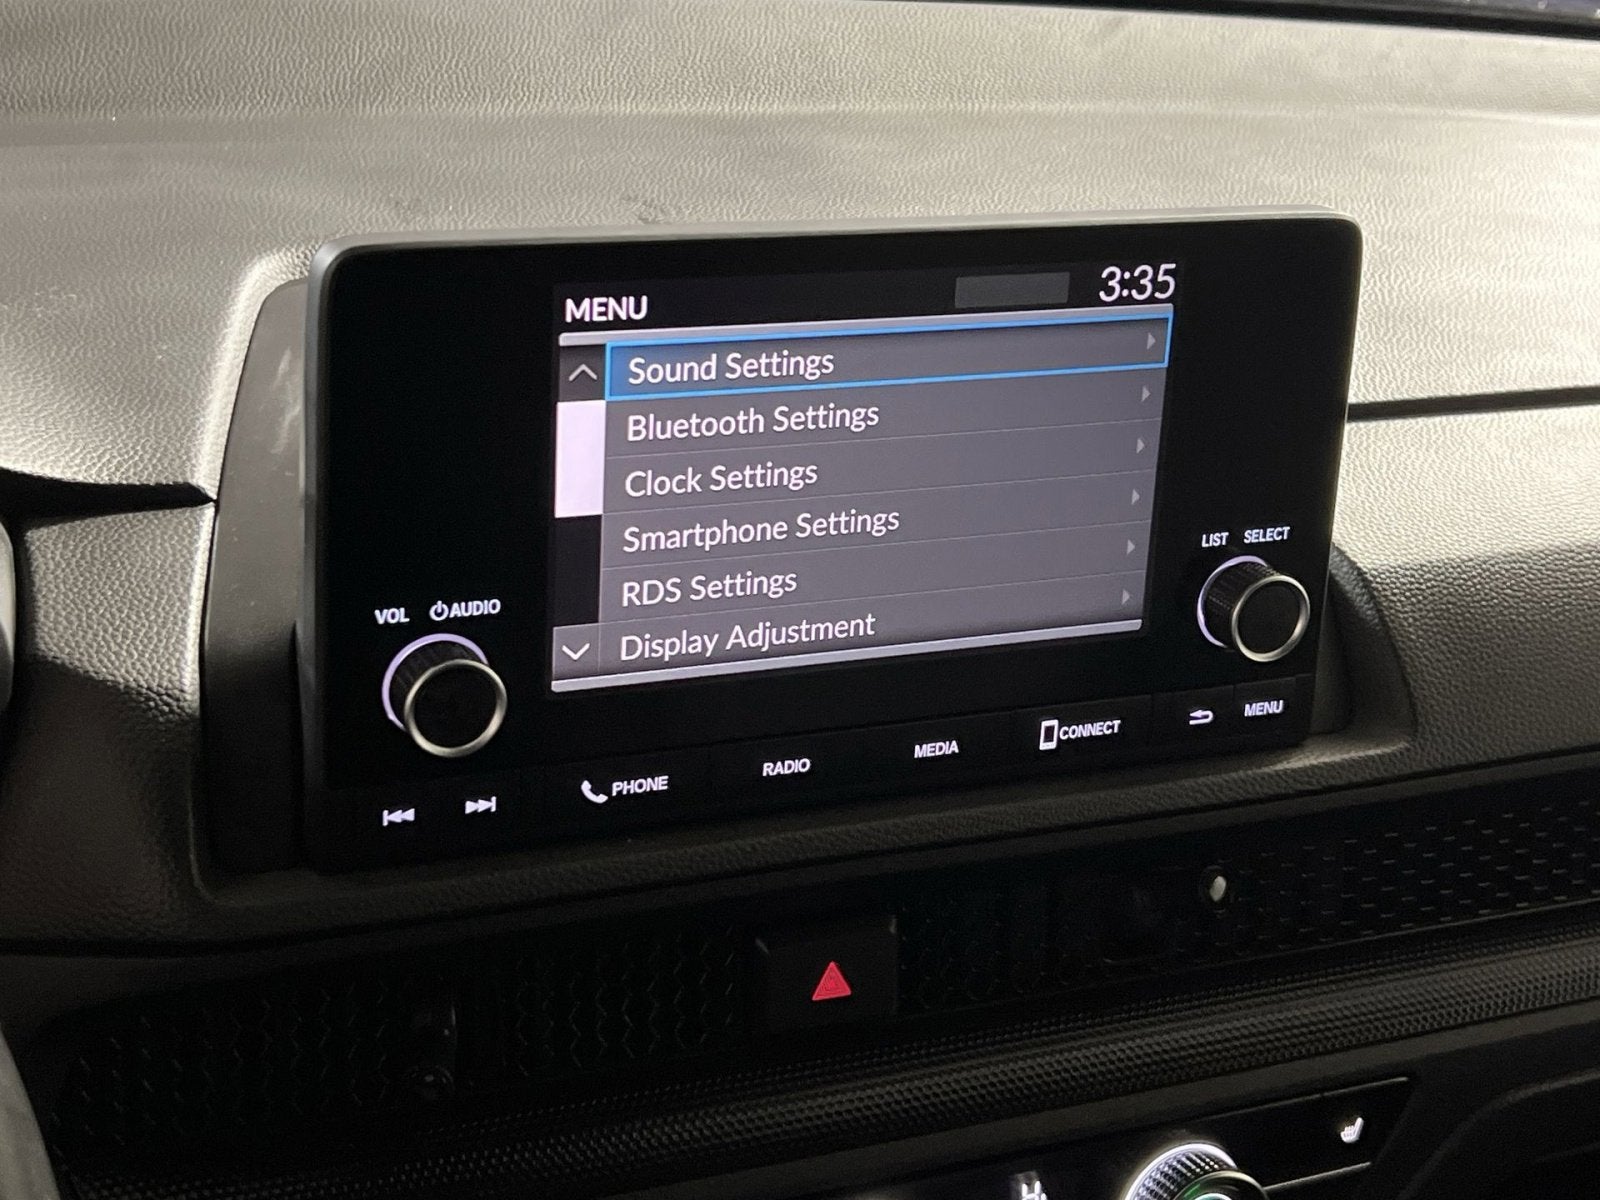 MENU
3:35
Sound Settings
Bluetooth Settings
Clock Settings
Smartphone Settings
RDS Settings
Display Adjustment
VOL AUDIO
LIST SELECT
PHONE
RADIO
MEDIA
CONNECT
MENU